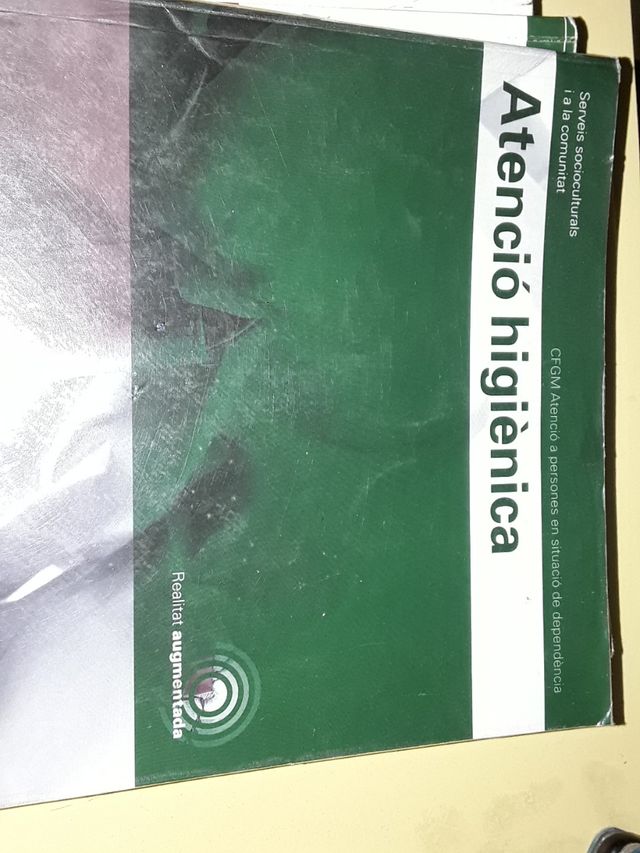 Serveis socioculturals
i a la comunitat
CFGM Atenció a persones en situació de dependència
Atenció higiènica
Realitat augmentada